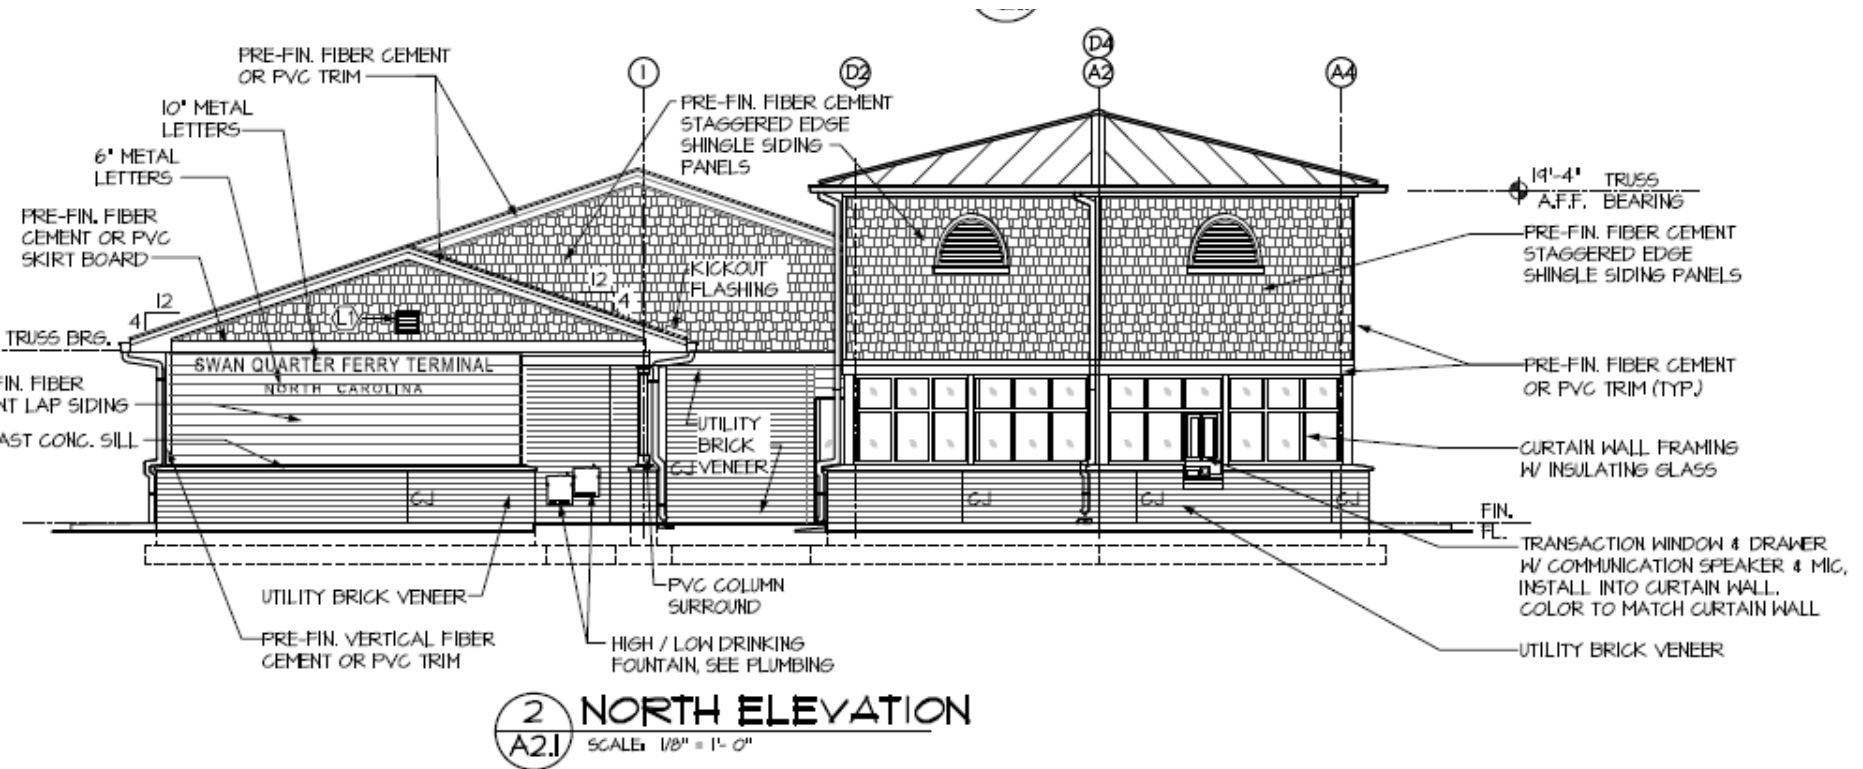 PRE-FIN. FIBER CEMENT
OR PVC TRIM
10" METAL
LETTERS
6" METAL
LETTERS
PRE-FIN. FIBER
CEMENT OR PVC
SKIRT BOARD
12
4
TRUSS BRG.
FIN. FIBER
NT LAP SIDING
AST CONC. SILL
1
D2
D4
A2
A4
PRE-FIN. FIBER CEMENT
STAGGERED EDGE
SHINGLE SIDING
PANELS
KICKOUT
FLASHING
12
4
L1
SWAN QUARTER FERRY TERMINAL
NORTH CAROLINA
UTILITY
BRICK
VENEER
CJ
CJ
CJ
CJ
CJ
19'-4" TRUSS
A.F.F. BEARING
PRE-FIN. FIBER CEMENT
STAGGERED EDGE
SHINGLE SIDING PANELS
PRE-FIN. FIBER CEMENT
OR PVC TRIM (TYP.)
CURTAIN WALL FRAMING
W/ INSULATING GLASS
FIN.
FL.
TRANSACTION WINDOW & DRAWER
W/ COMMUNICATION SPEAKER & MIC,
INSTALL INTO CURTAIN WALL.
COLOR TO MATCH CURTAIN WALL
UTILITY BRICK VENEER
UTILITY BRICK VENEER
PRE-FIN. VERTICAL FIBER
CEMENT OR PVC TRIM
PVC COLUMN
SURROUND
HIGH / LOW DRINKING
FOUNTAIN, SEE PLUMBING
2
A2.1
NORTH ELEVATION
SCALE: 1/8" = 1'- 0"